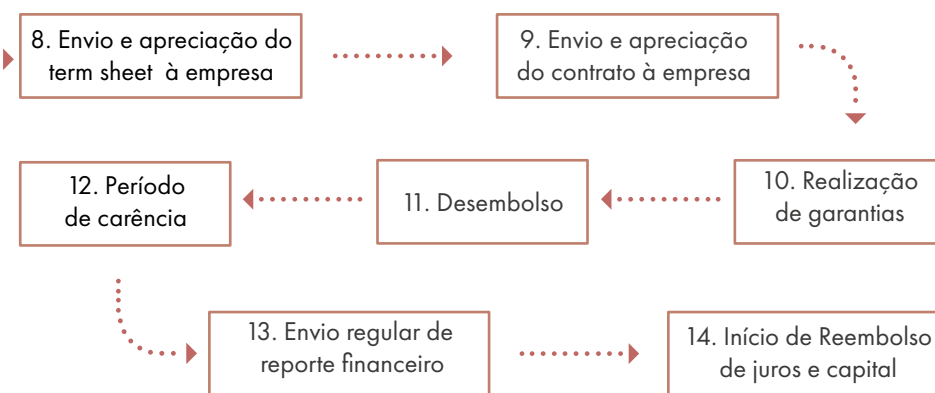 8. Envio e apreciação do
term sheet à empresa
9. Envio e apreciação
do contrato à empresa
10. Realização
de garantias
11. Desembolso
12. Período
de carência
13. Envio regular de
reporte financeiro
14. Início de Reembolso
de juros e capital